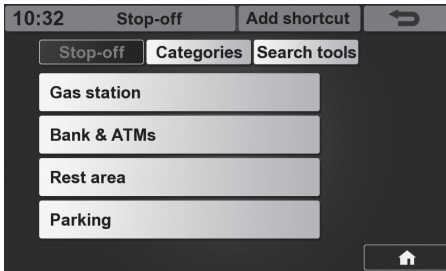 10:32 Stop-off Add shortcut
Stop-off Categories Search tools
Gas station
Bank & ATMs
Rest area
Parking